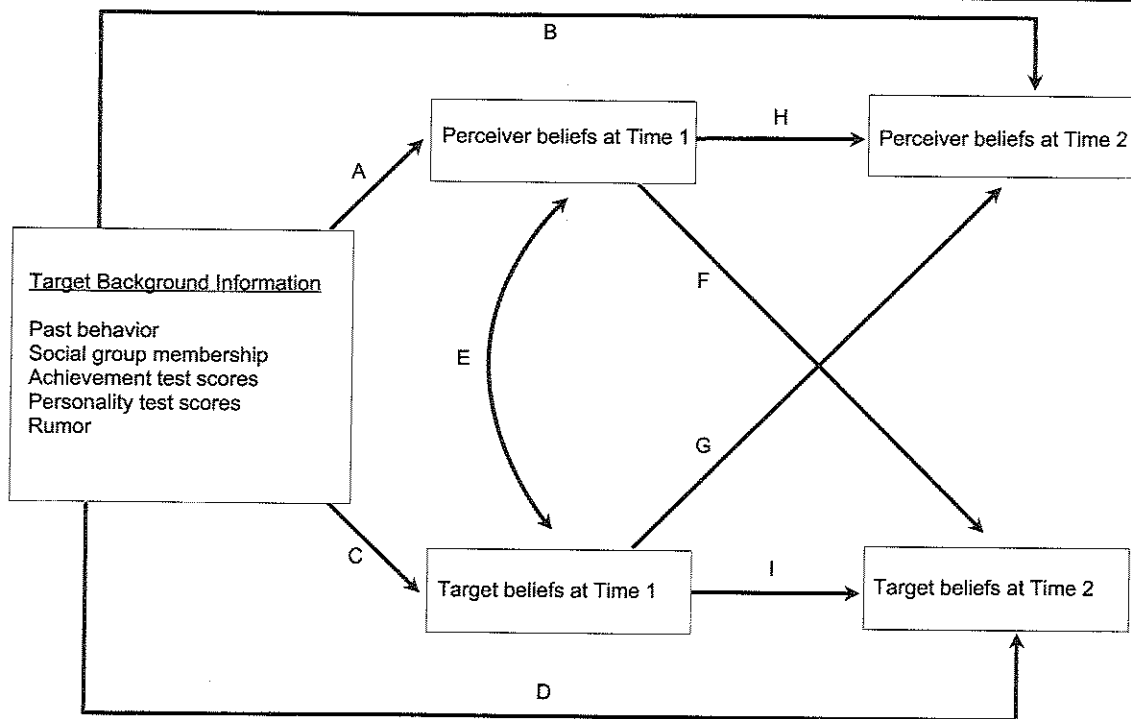 B
Perceiver beliefs at Time 1
H
Perceiver beliefs at Time 2
A
Target Background Information
Past behavior
Social group membership
Achievement test scores
Personality test scores
Rumor
F
E
G
C
Target beliefs at Time 1
I
Target beliefs at Time 2
D